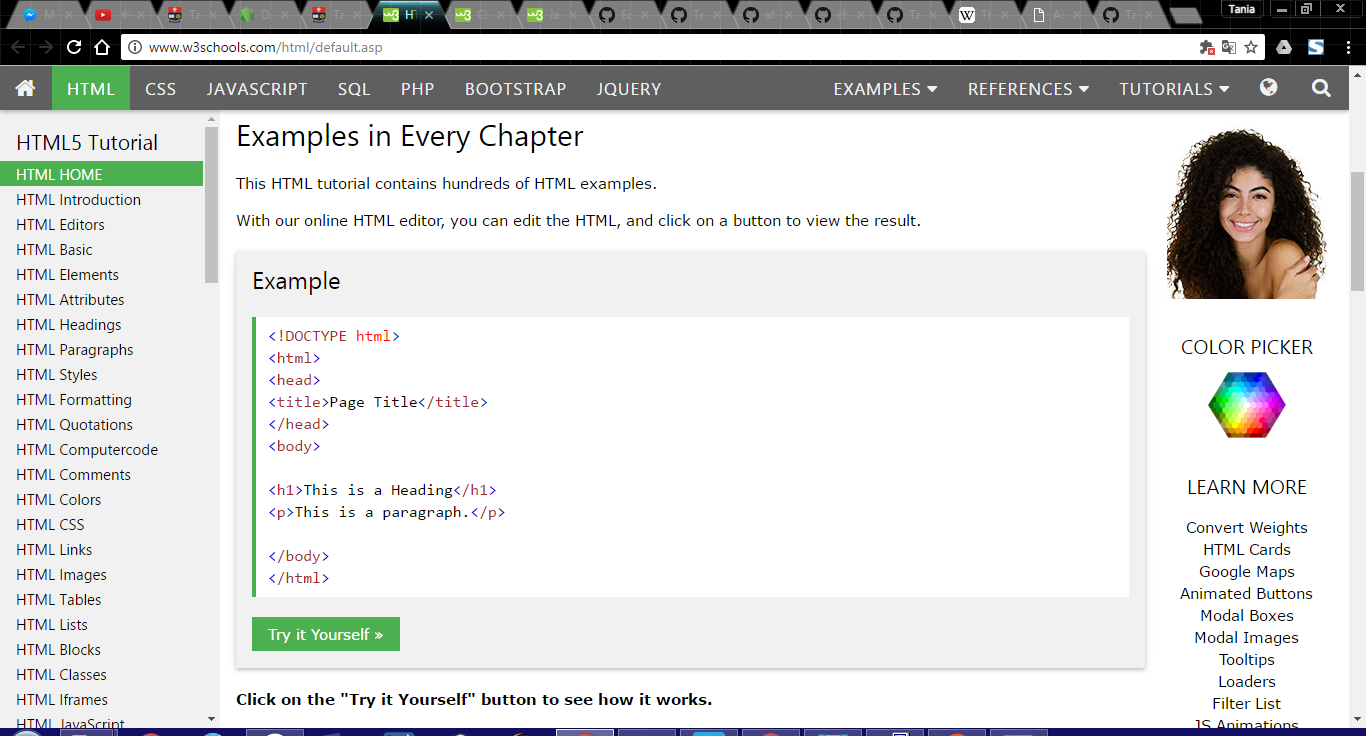 Tania
www.w3schools.com/html/default.asp
HTML CSS JAVASCRIPT SQL PHP BOOTSTRAP JQUERY EXAMPLES REFERENCES TUTORIALS
HTML5 Tutorial
HTML HOME
HTML Introduction
HTML Editors
HTML Basic
HTML Elements
HTML Attributes
HTML Headings
HTML Paragraphs
HTML Styles
HTML Formatting
HTML Quotations
HTML Computercode
HTML Comments
HTML Colors
HTML CSS
HTML Links
HTML Images
HTML Tables
HTML Lists
HTML Blocks
HTML Classes
HTML Iframes
HTML JavaScript
Examples in Every Chapter
This HTML tutorial contains hundreds of HTML examples.
With our online HTML editor, you can edit the HTML, and click on a button to view the result.
Example
<!DOCTYPE html>
<html>
<head>
<title>Page Title</title>
</head>
<body>
<h1>This is a Heading</h1>
<p>This is a paragraph.</p>
</body>
</html>
Try it Yourself »
Click on the "Try it Yourself" button to see how it works.
COLOR PICKER
LEARN MORE
Convert Weights
HTML Cards
Google Maps
Animated Buttons
Modal Boxes
Modal Images
Tooltips
Loaders
Filter List
JS Animations